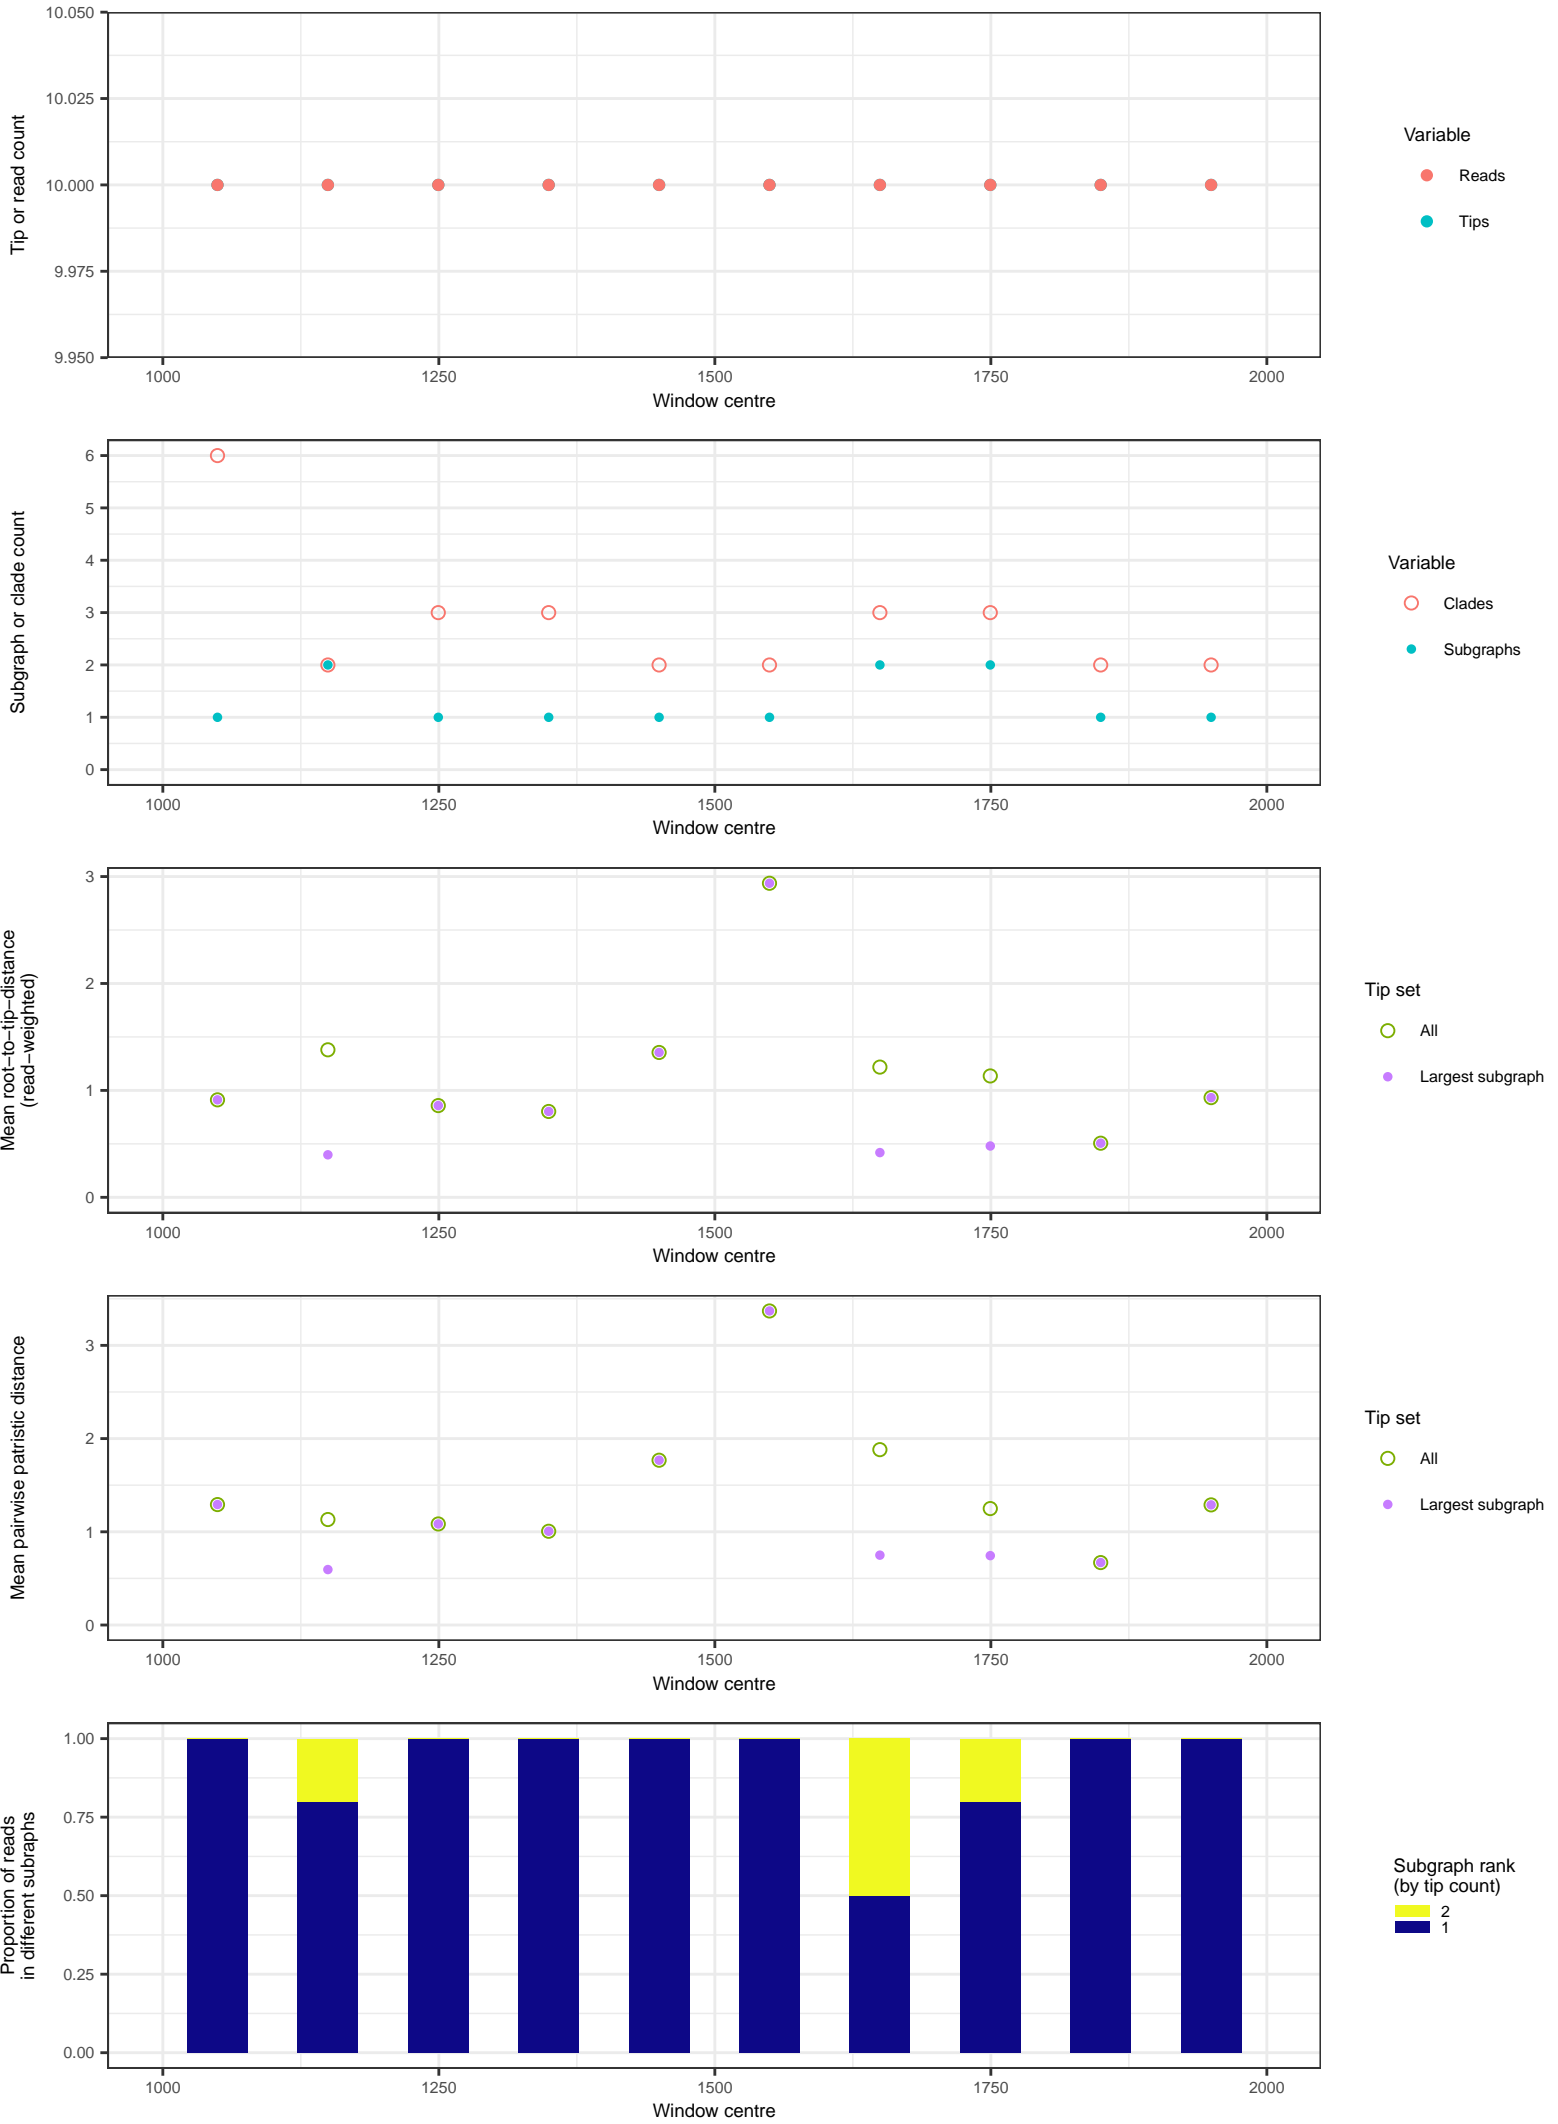 10.050
10.025
10.000
9.975
9.950
Tip or read count
1000 1250 1500 1750 2000
Window centre
Variable
Reads
Tips
6
5
4
3
2
1
0
Subgraph or clade count
1000 1250 1500 1750 2000
Window centre
Variable
Clades
Subgraphs
3
2
1
0
Mean root−to−tip−distance
(read−weighted)
1000 1250 1500 1750 2000
Window centre
Tip set
All
Largest subgraph
3
2
1
0
Mean pairwise patristic distance
1000 1250 1500 1750 2000
Window centre
Tip set
All
Largest subgraph
1.00
0.75
0.50
0.25
0.00
Proportion of reads
in different subraphs
1000 1250 1500 1750 2000
Window centre
Subgraph rank
(by tip count)
2
1